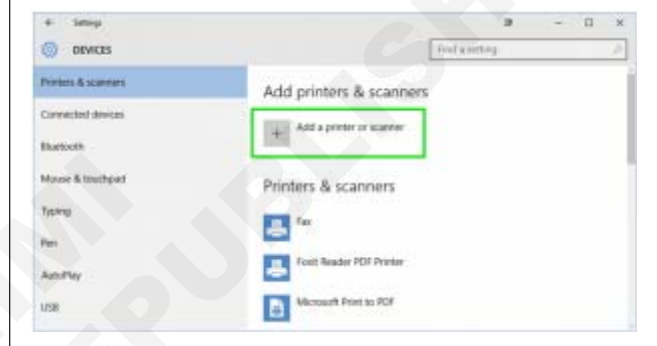 Settings
DEVICES
Find a setting
Printers & scanners
Connected devices
Bluetooth
Mouse & touchpad
Typing
Pen
AutoPlay
USB
Add printers & scanners
Add a printer or scanner
Printers & scanners
Fax
Foxit Reader PDF Printer
Microsoft Print to PDF